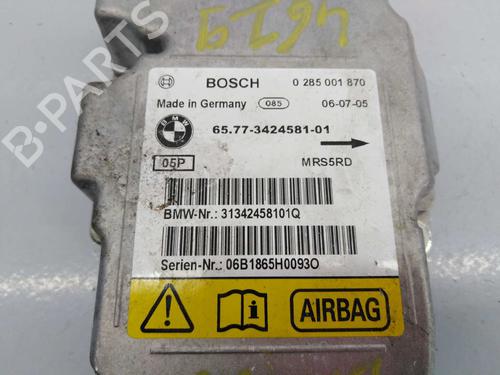 BOSCH 0 285 001 870
Made in Germany 085 06-07-05
BMW 65.77-3424581-01
05P MRS5RD
BMW-Nr.: 31342458101Q
Serien-Nr.: 06B1865H0093O
AIRBAG
B-PARTS